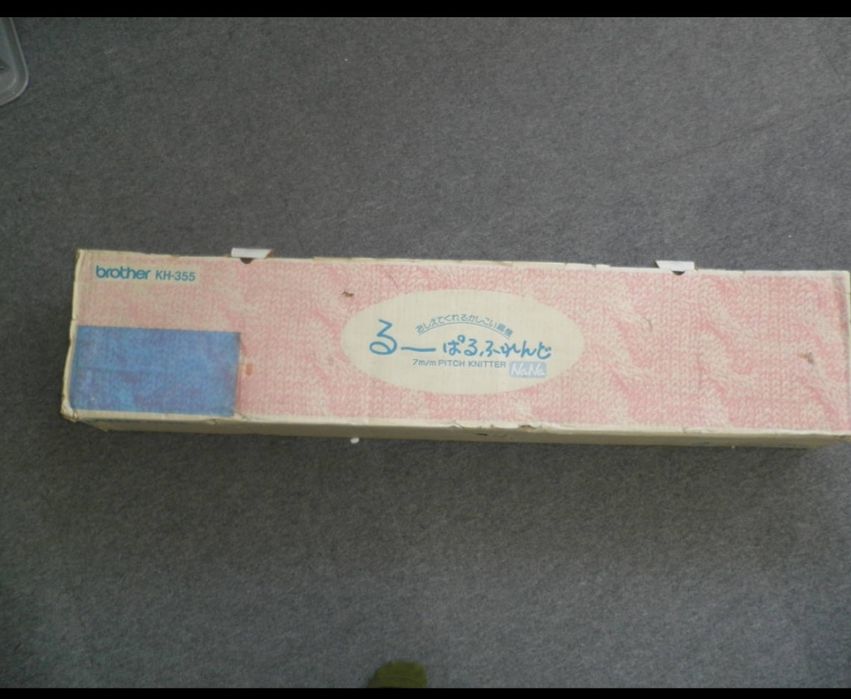 brother KH-355
おしえてくれるかしこい編機
るーぱるふれんど
7m/m PITCH KNITTER NaNa